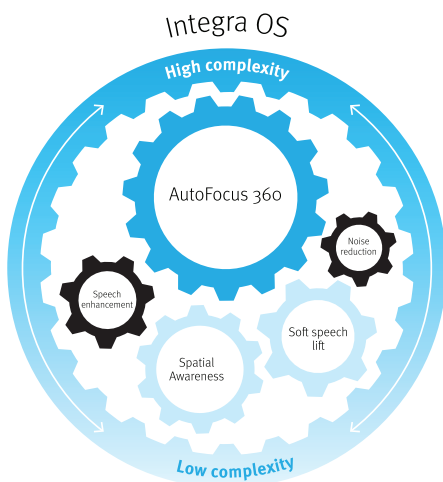 Integra OS
High complexity
AutoFocus 360
Noise
reduction
Speech
enhancement
Soft speech
lift
Spatial
Awareness
Low complexity